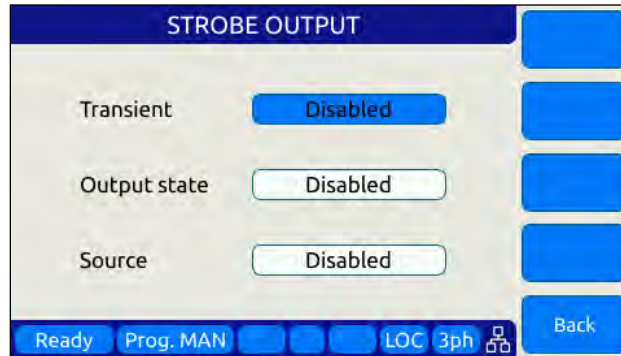 STROBE OUTPUT
Transient Disabled
Output state Disabled
Source Disabled
Back
Ready Prog. MAN LOC 3ph